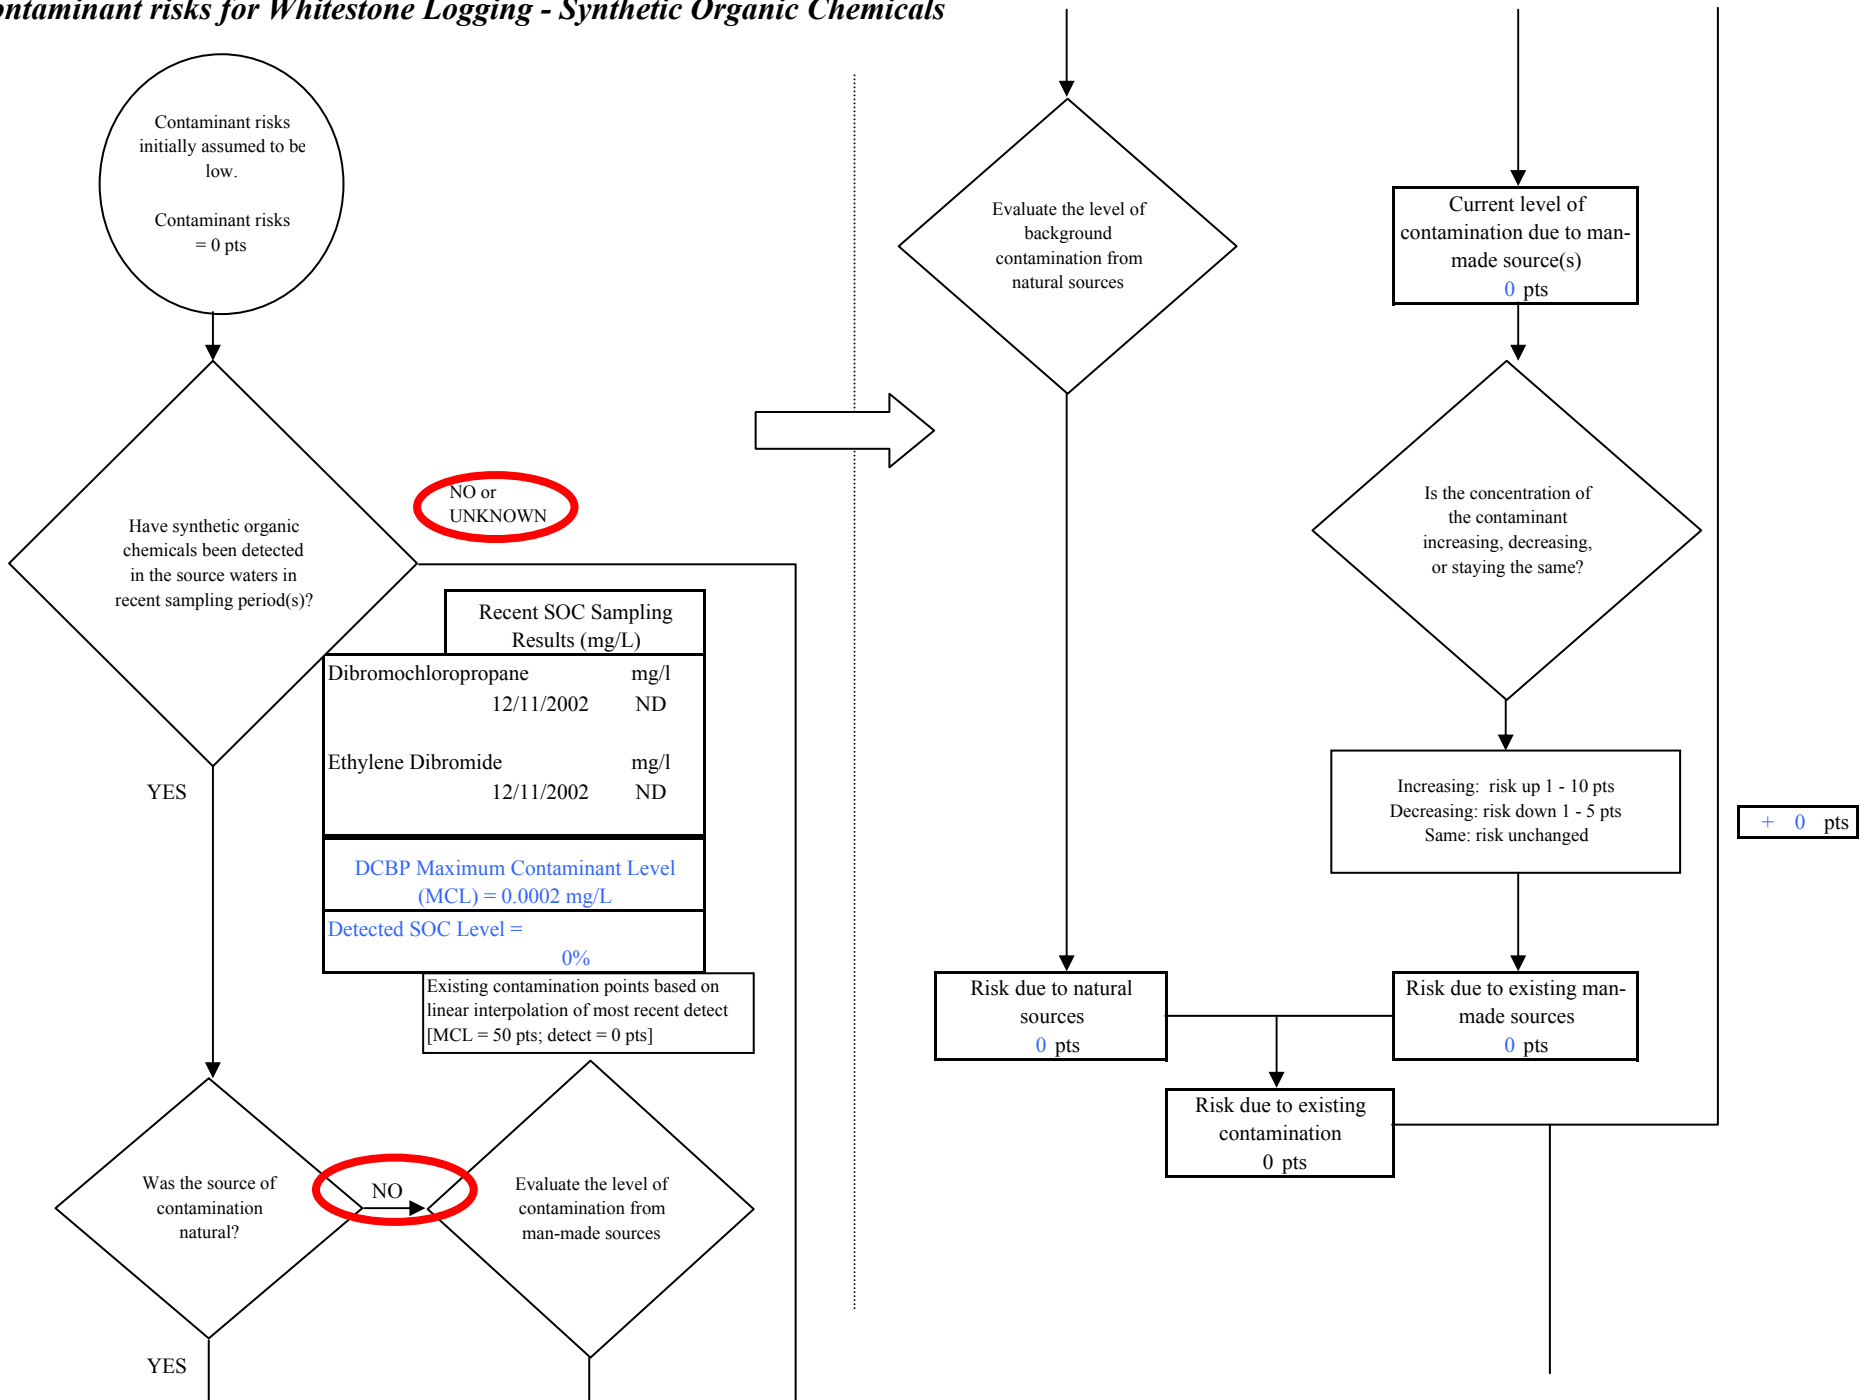 ontaminant risks for Whitestone Logging - Synthetic Organic Chemicals
Contaminant risks
initially assumed to be
low.
Contaminant risks
= 0 pts
Have synthetic organic
chemicals been detected
in the source waters in
recent sampling period(s)?
NO or
UNKNOWN
Recent SOC Sampling
Results (mg/L)
Dibromochloropropane mg/l
12/11/2002 ND
Ethylene Dibromide mg/l
12/11/2002 ND
DCBP Maximum Contaminant Level
(MCL) = 0.0002 mg/L
Detected SOC Level =
0%
Existing contamination points based on
linear interpolation of most recent detect
[MCL = 50 pts; detect = 0 pts]
YES
Was the source of
contamination
natural?
NO
Evaluate the level of
contamination from
man-made sources
YES
Evaluate the level of
background
contamination from
natural sources
Current level of
contamination due to man-
made source(s)
0 pts
Is the concentration of
the contaminant
increasing, decreasing,
or staying the same?
Increasing: risk up 1 - 10 pts
Decreasing: risk down 1 - 5 pts
Same: risk unchanged
+ 0 pts
Risk due to natural
sources
0 pts
Risk due to existing man-
made sources
0 pts
Risk due to existing
contamination
0 pts